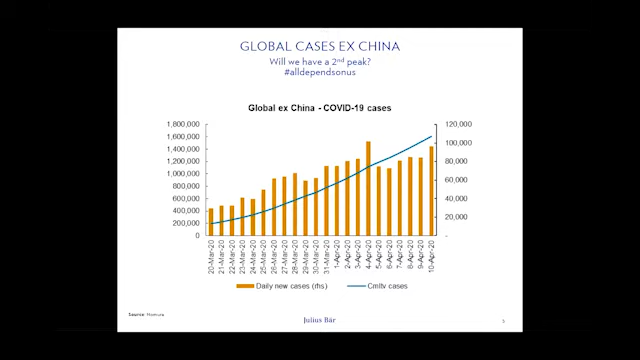 GLOBAL CASES EX CHINA
Will we have a 2nd peak?
#alldependsonus
Global ex China - COVID-19 cases
1,800,000
1,600,000
1,400,000
1,200,000
1,000,000
800,000
600,000
400,000
200,000
0
120,000
100,000
80,000
60,000
40,000
20,000
-
20-Mar-20
21-Mar-20
22-Mar-20
23-Mar-20
24-Mar-20
25-Mar-20
26-Mar-20
27-Mar-20
28-Mar-20
29-Mar-20
30-Mar-20
31-Mar-20
1-Apr-20
2-Apr-20
3-Apr-20
4-Apr-20
5-Apr-20
6-Apr-20
7-Apr-20
8-Apr-20
9-Apr-20
10-Apr-20
Daily new cases (rhs)
Cmltv cases
Source: Nomura
Julius Bär
5